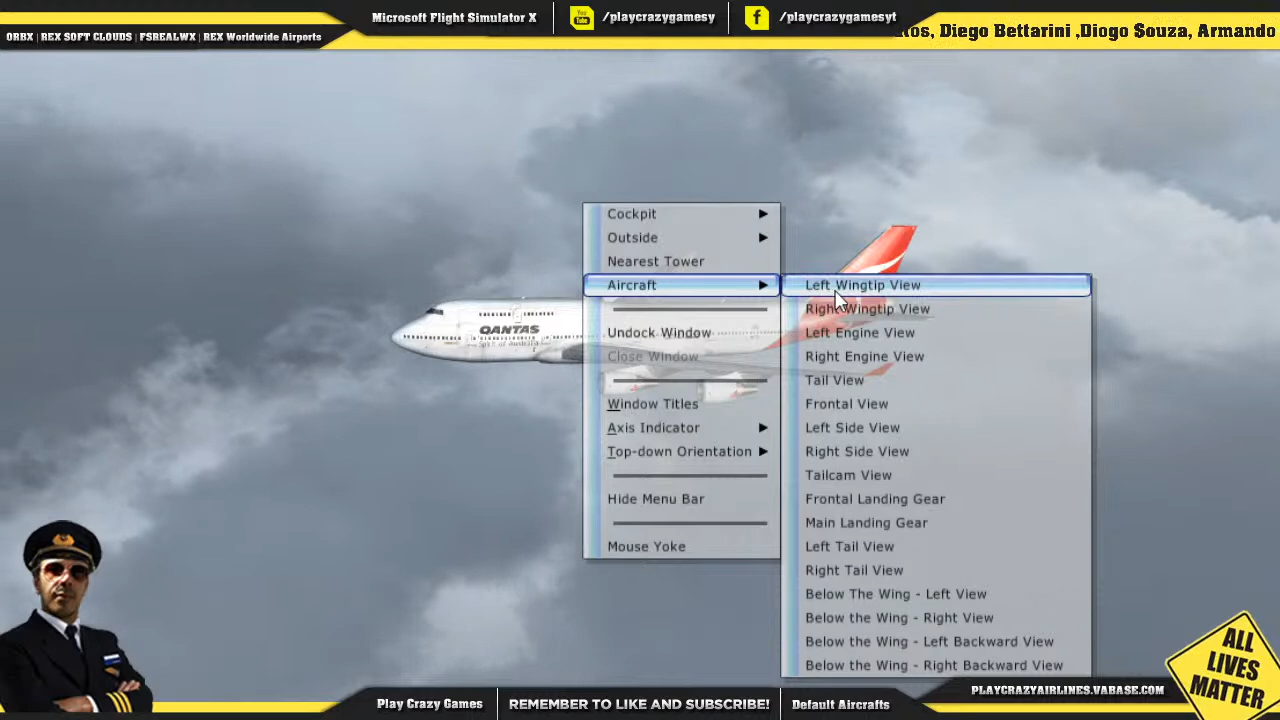 Microsoft Flight Simulator X
You Tube
/playcrazygamesy
f
/playcrazygamesyt
Diego Bettarini ,Diogo Souza, Armando
ORBX | REX SOFT CLOUDS | FSREALWX | REX Worldwide Airports
Cockpit
Outside
Nearest Tower
Aircraft
Undock Window
Close Window
Window Titles
Axis Indicator
Top-down Orientation
Hide Menu Bar
Mouse Yoke
Left Wingtip View
Right Wingtip View
Left Engine View
Right Engine View
Tail View
Frontal View
Left Side View
Right Side View
Tailcam View
Frontal Landing Gear
Main Landing Gear
Left Tail View
Right Tail View
Below The Wing - Left View
Below the Wing - Right View
Below the Wing - Left Backward View
Below the Wing - Right Backward View
QANTAS
Spirit of Australia
ALL
LIVES
MATTER
PLAYCRAZYAIRLINES.VABASE.COM
Play Crazy Games
REMEMBER TO LIKE AND SUBSCRIBE!
Default Aircrafts